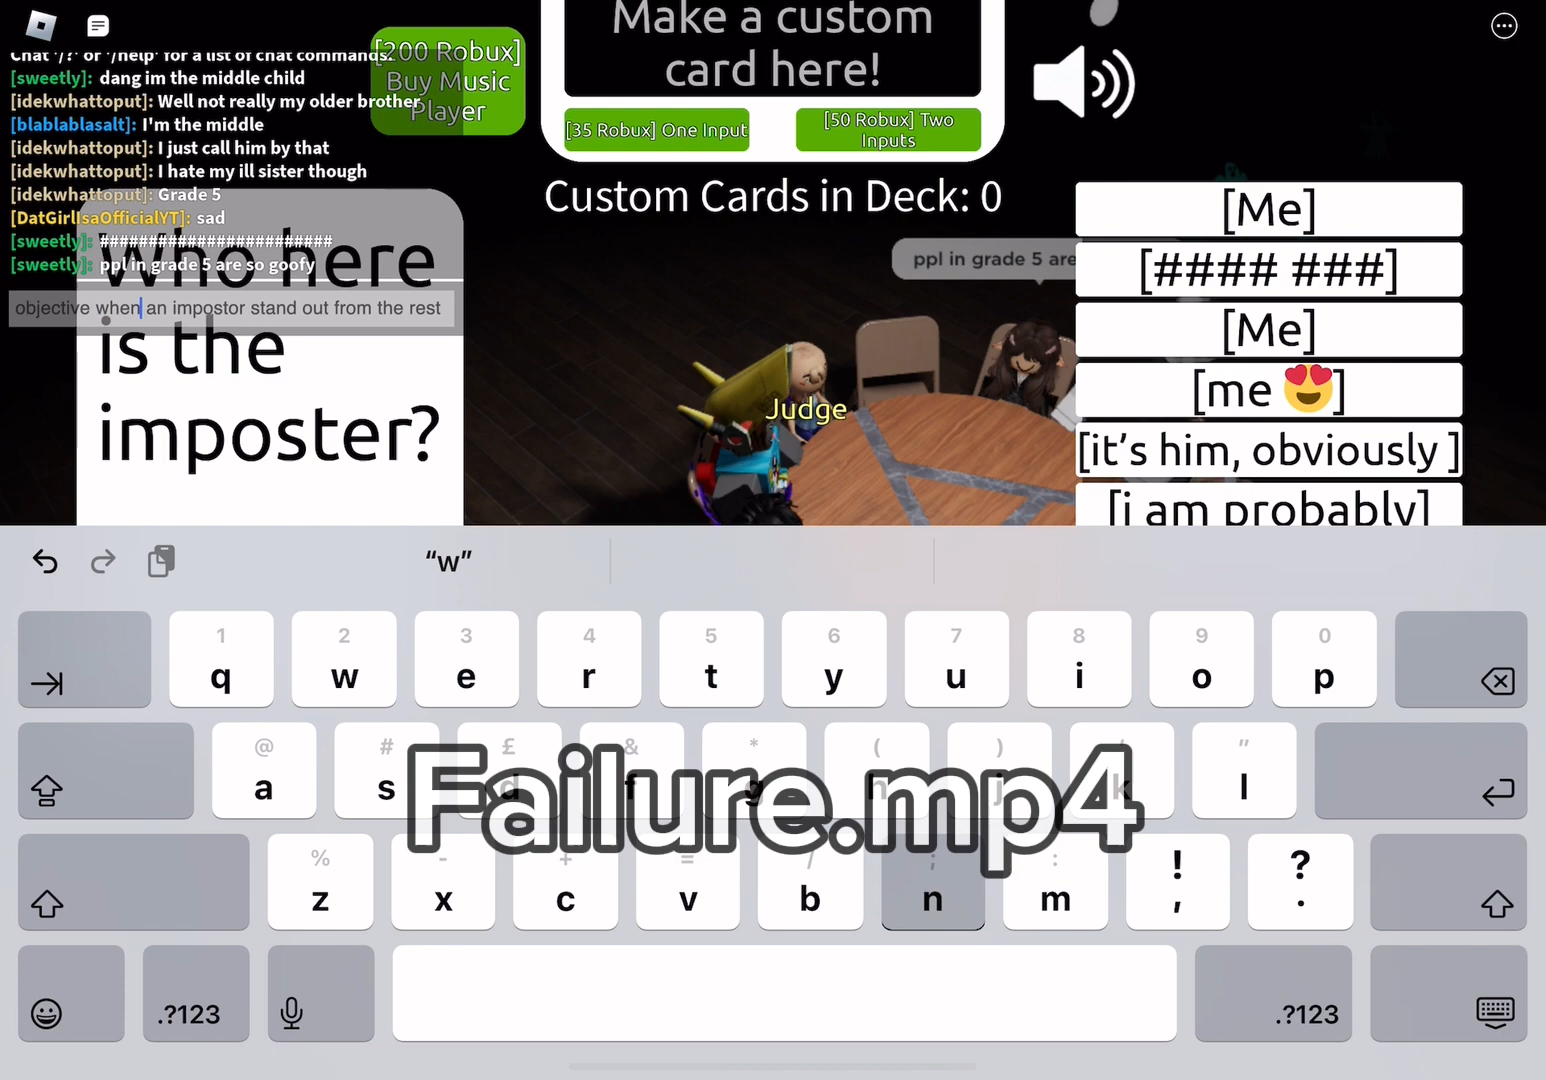 Chat '/?' or '/help' for a list of chat commands.
[sweetly]: dang im the middle child
[idekwhattoput]: Well not really my older brother
[blablablasalt]: I'm the middle
[idekwhattoput]: I just call him by that
[idekwhattoput]: I hate my ill sister though
[idekwhattoput]: Grade 5
[DatGirlIsaOfficialYT]: sad
[sweetly]: ########################
[sweetly]: ppl in grade 5 are so goofy
objective when an impostor stand out from the rest
[200 Robux]
Buy Music
Player
Make a custom
card here!
[35 Robux] One Input
[50 Robux] Two
Inputs
Custom Cards in Deck: 0
Who here
is the
imposter?
ppl in grade 5 are
Judge
[Me]
[#### ###]
[Me]
[me 😍]
[it’s him, obviously ]
[i am probably]
“w”
1 2 3 4 5 6 7 8 9 0
q w e r t y u i o p
@ # £ & * ( ) ' "
a s d f g h j k l
Failure.mp4
% - + = / ; : ! ?
z x c v b n m , .
.?123
.?123